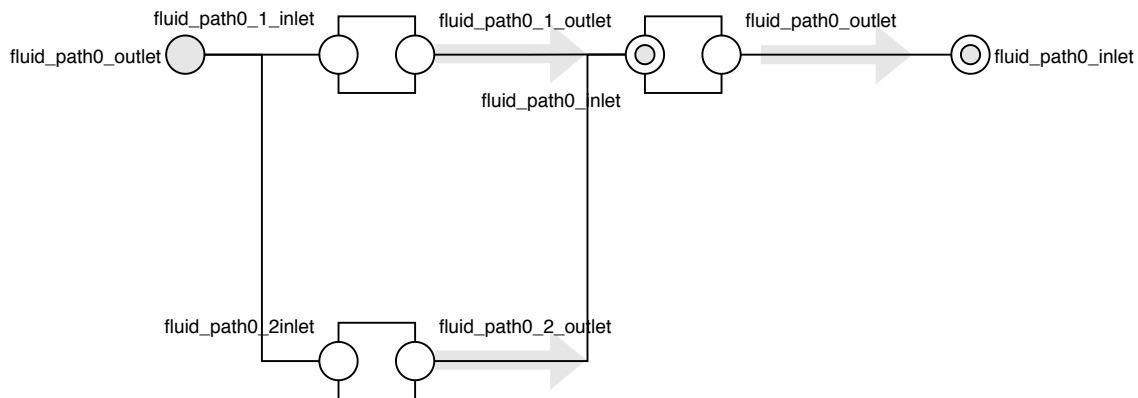 fluid_path0_1_inlet
fluid_path0_1_outlet
fluid_path0_outlet
fluid_path0_outlet
fluid_path0_inlet
fluid_path0_inlet
fluid_path0_2inlet
fluid_path0_2_outlet